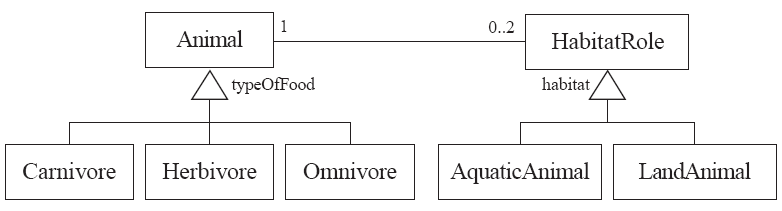 Animal
1
0..2
HabitatRole
typeOfFood
habitat
Carnivore
Herbivore
Omnivore
AquaticAnimal
LandAnimal